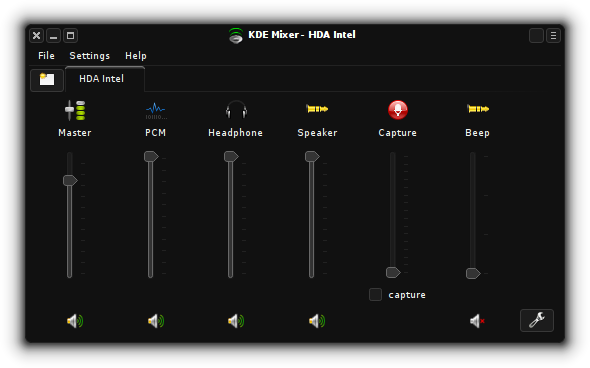 KDE Mixer - HDA Intel
File Settings Help
HDA Intel
Master PCM Headphone Speaker Capture Beep
capture